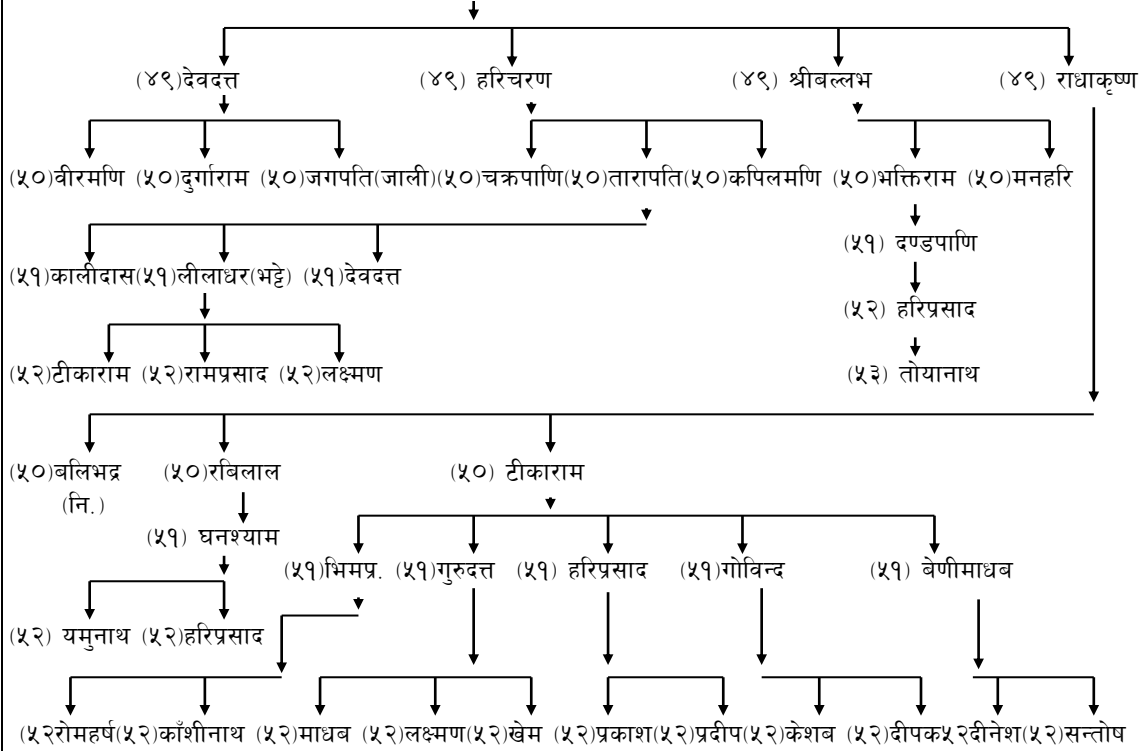 (४९)देवदत्त (४९) हरिचरण (४९) श्रीबल्लभ (४९) राधाकृष्ण
(५०)वीरमणि (५०)दुर्गाराम (५०)जगपति(जाली)(५०)चक्रपाणि(५०)तारापति(५०)कपिलमणि (५०)भक्तिराम (५०)मनहरि
(५१) दण्डपाणि
(५१)कालीदास(५१)लीलाधर(भट्टे) (५१)देवदत्त
(५२) हरिप्रसाद
(५२)टीकाराम (५२)रामप्रसाद (५२)लक्ष्मण (५३) तोयानाथ
(५०)बलिभद्र (५०)रबिलाल (५०) टीकाराम
(नि.)
(५१) घनश्याम
(५१)भिमप्र. (५१)गुरुदत्त (५१) हरिप्रसाद (५१)गोविन्द (५१) बेणीमाधब
(५२) यमुनाथ (५२)हरिप्रसाद
(५२रोमहर्ष(५२)काँशीनाथ (५२)माधब (५२)लक्ष्मण(५२)खेम (५२)प्रकाश(५२)प्रदीप(५२)केशब (५२)दीपक५२दीनेश(५२)सन्तोष